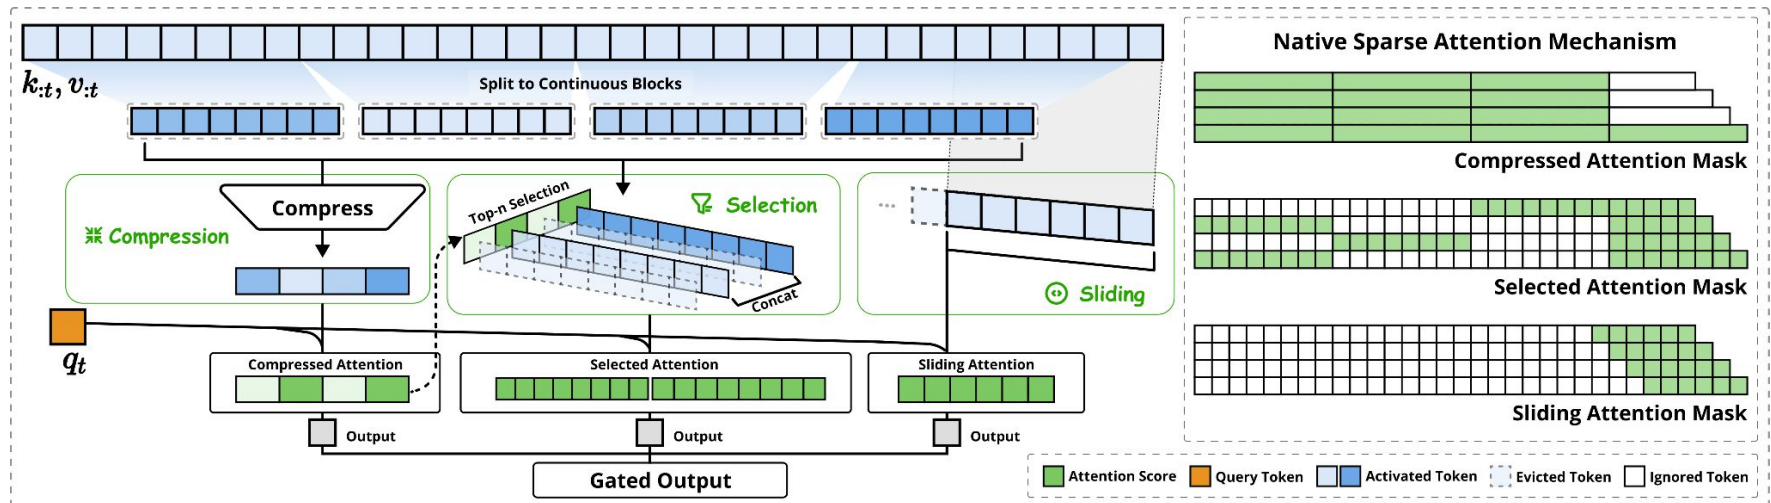 k:t, v:t
Split to Continuous Blocks
Compress
Compression
Top-n Selection
Selection
Concat
...
Sliding
qt
Compressed Attention
Selected Attention
Sliding Attention
Output
Output
Output
Gated Output
Native Sparse Attention Mechanism
Compressed Attention Mask
Selected Attention Mask
Sliding Attention Mask
Attention Score
Query Token
Activated Token
Evicted Token
Ignored Token